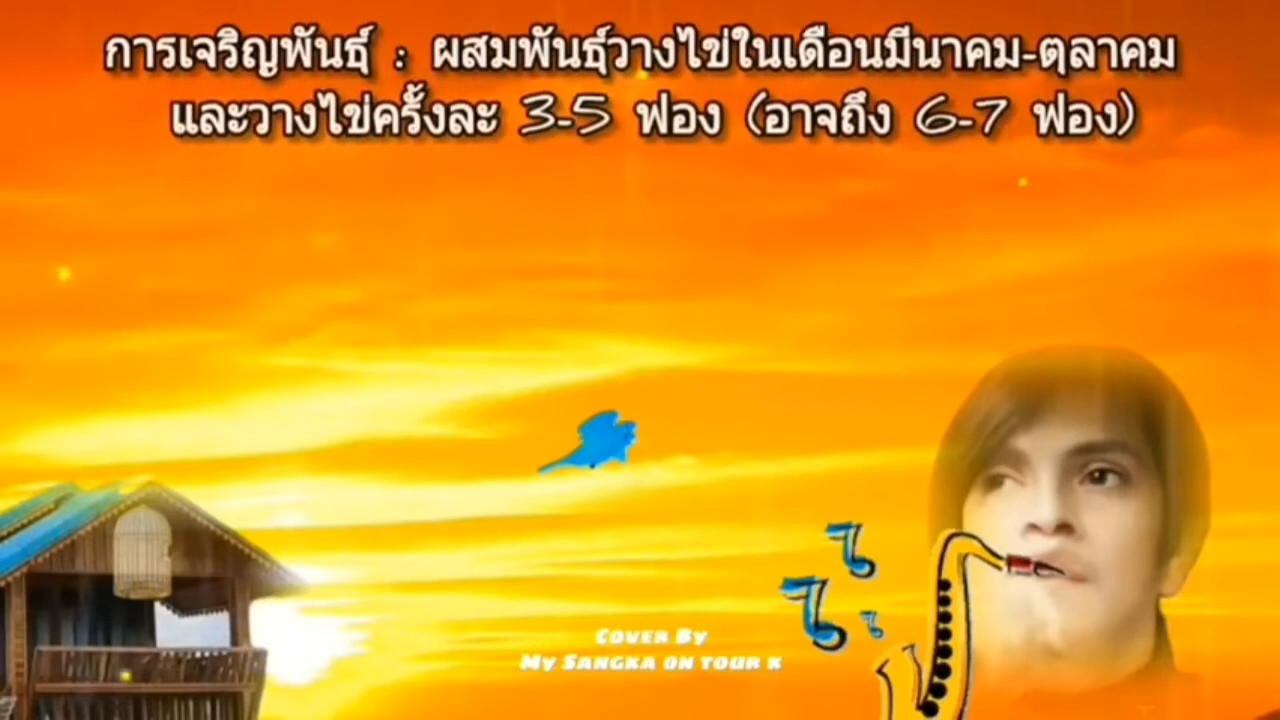 การเจริญพันธุ์ : ผสมพันธุ์วางไข่ในเดือนมีนาคม-ตุลาคม
และวางไข่ครั้งละ 3-5 ฟอง (อาจถึง 6-7 ฟอง)
Cover By
My Sangka on tour k